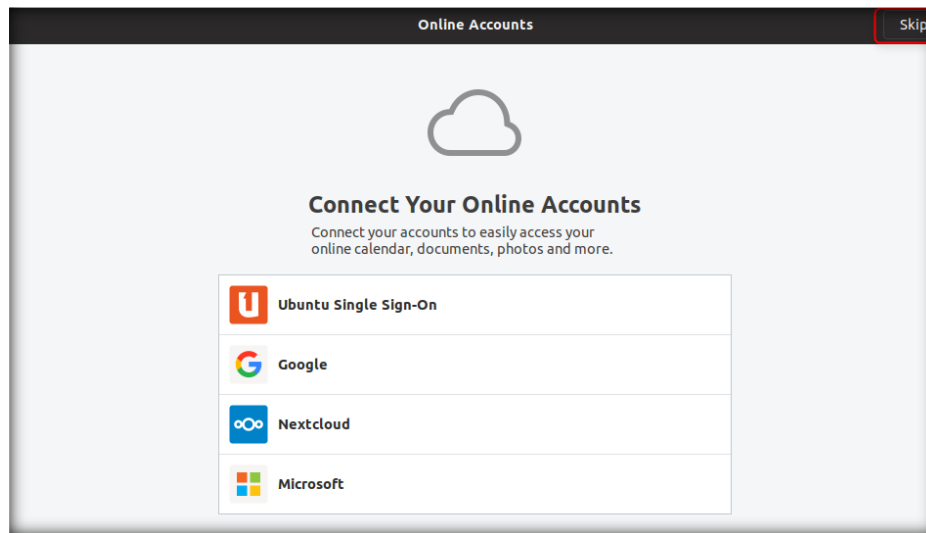 Online Accounts
Skip
Connect Your Online Accounts
Connect your accounts to easily access your
online calendar, documents, photos and more.
Ubuntu Single Sign-On
Google
Nextcloud
Microsoft